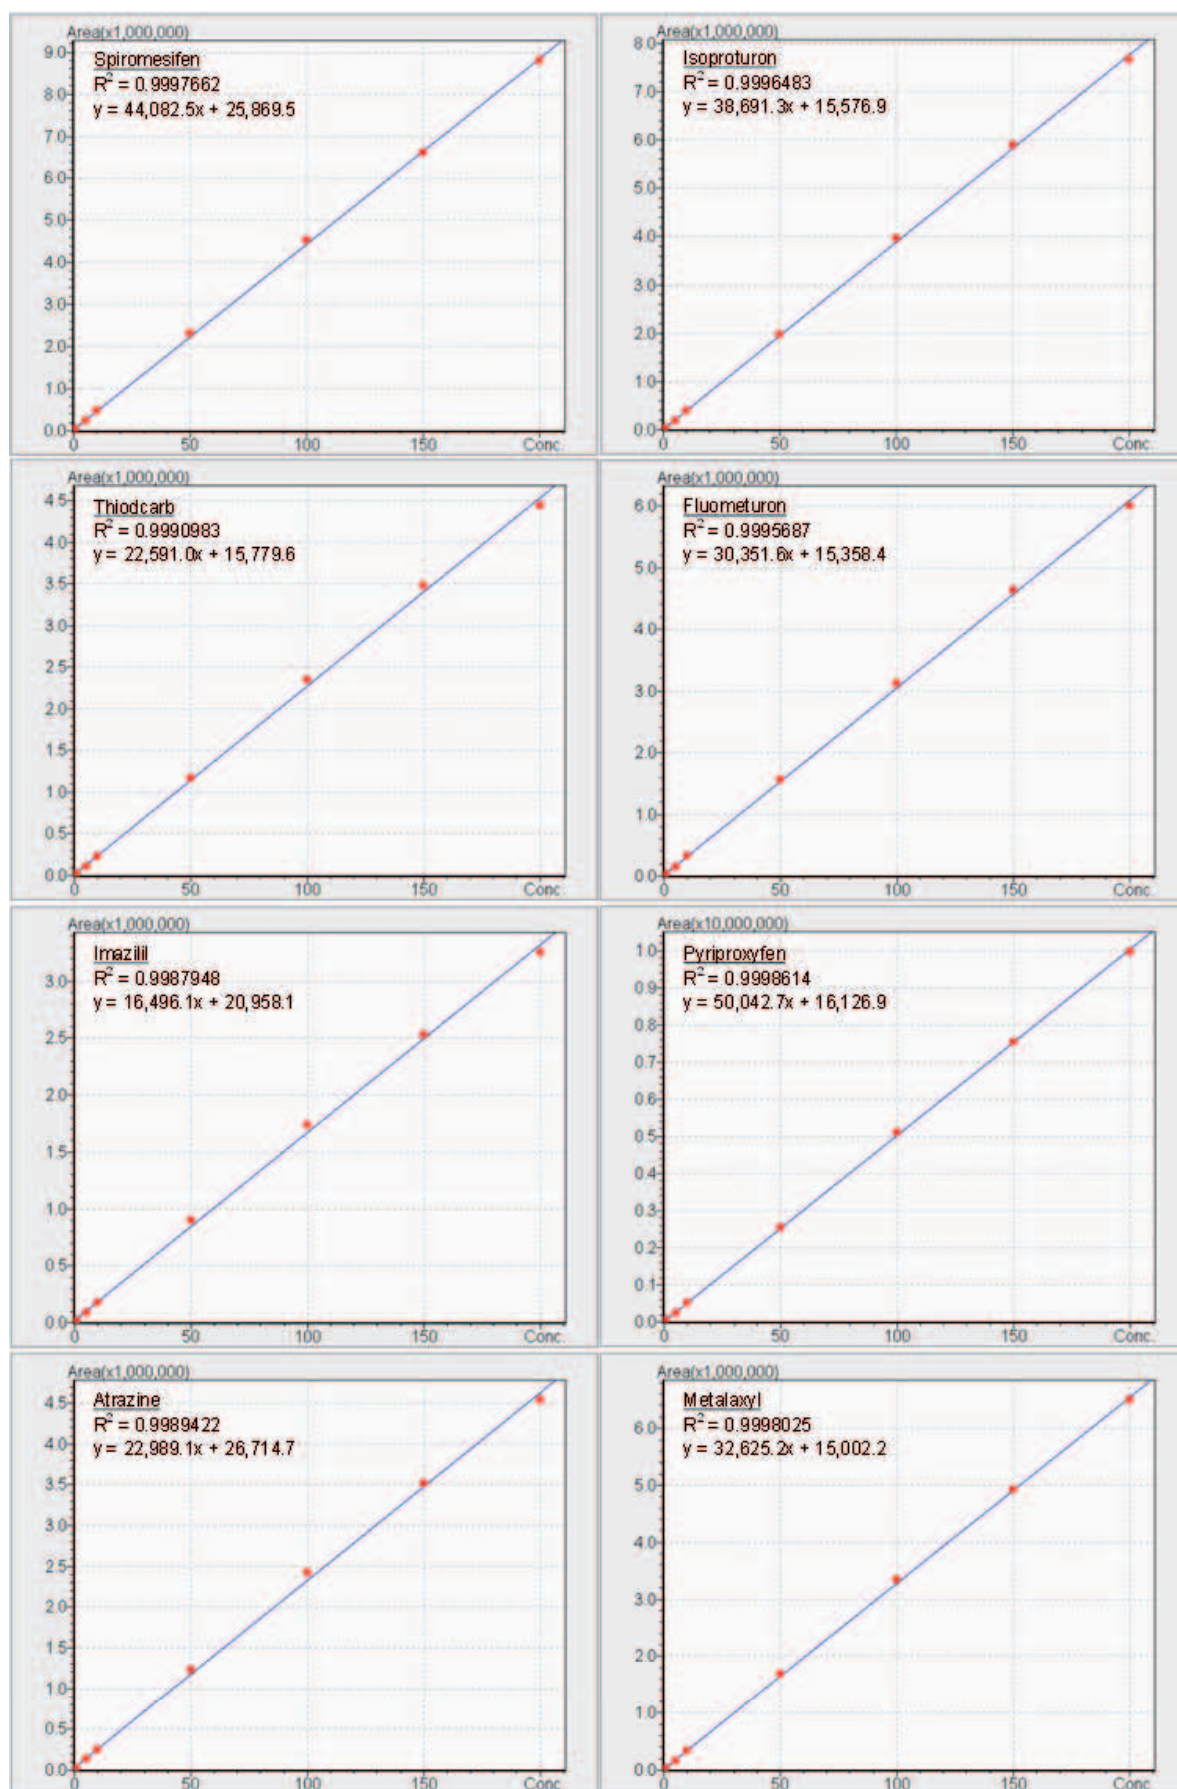 Area(x1,000,000)
Spiromesifen
R² = 0.9997662
y = 44,082.5x + 25,869.5
9.0
8.0
7.0
6.0
5.0
4.0
3.0
2.0
1.0
0.0
0 50 100 150 Conc.
Area(x1,000,000)
Isoproturon
R² = 0.9996483
y = 38,691.3x + 15,576.9
8.0
7.0
6.0
5.0
4.0
3.0
2.0
1.0
0.0
0 50 100 150 Conc.
Area(x1,000,000)
Thiodcarb
R² = 0.9990983
y = 22,591.0x + 15,779.6
4.5
4.0
3.5
3.0
2.5
2.0
1.5
1.0
0.5
0.0
0 50 100 150 Conc.
Area(x1,000,000)
Fluometuron
R² = 0.9995687
y = 30,351.6x + 15,358.4
6.0
5.0
4.0
3.0
2.0
1.0
0.0
0 50 100 150 Conc.
Area(x1,000,000)
Imazilil
R² = 0.9987948
y = 16,496.1x + 20,958.1
3.0
2.5
2.0
1.5
1.0
0.5
0.0
0 50 100 150 Conc.
Area(x10,000,000)
Pyriproxyfen
R² = 0.9998614
y = 50,042.7x + 16,126.9
1.0
0.9
0.8
0.7
0.6
0.5
0.4
0.3
0.2
0.1
0.0
0 50 100 150 Conc.
Area(x1,000,000)
Atrazine
R² = 0.9989422
y = 22,989.1x + 26,714.7
4.5
4.0
3.5
3.0
2.5
2.0
1.5
1.0
0.5
0.0
0 50 100 150 Conc.
Area(x1,000,000)
Metalaxyl
R² = 0.9998025
y = 32,625.2x + 15,002.2
6.0
5.0
4.0
3.0
2.0
1.0
0.0
0 50 100 150 Conc.